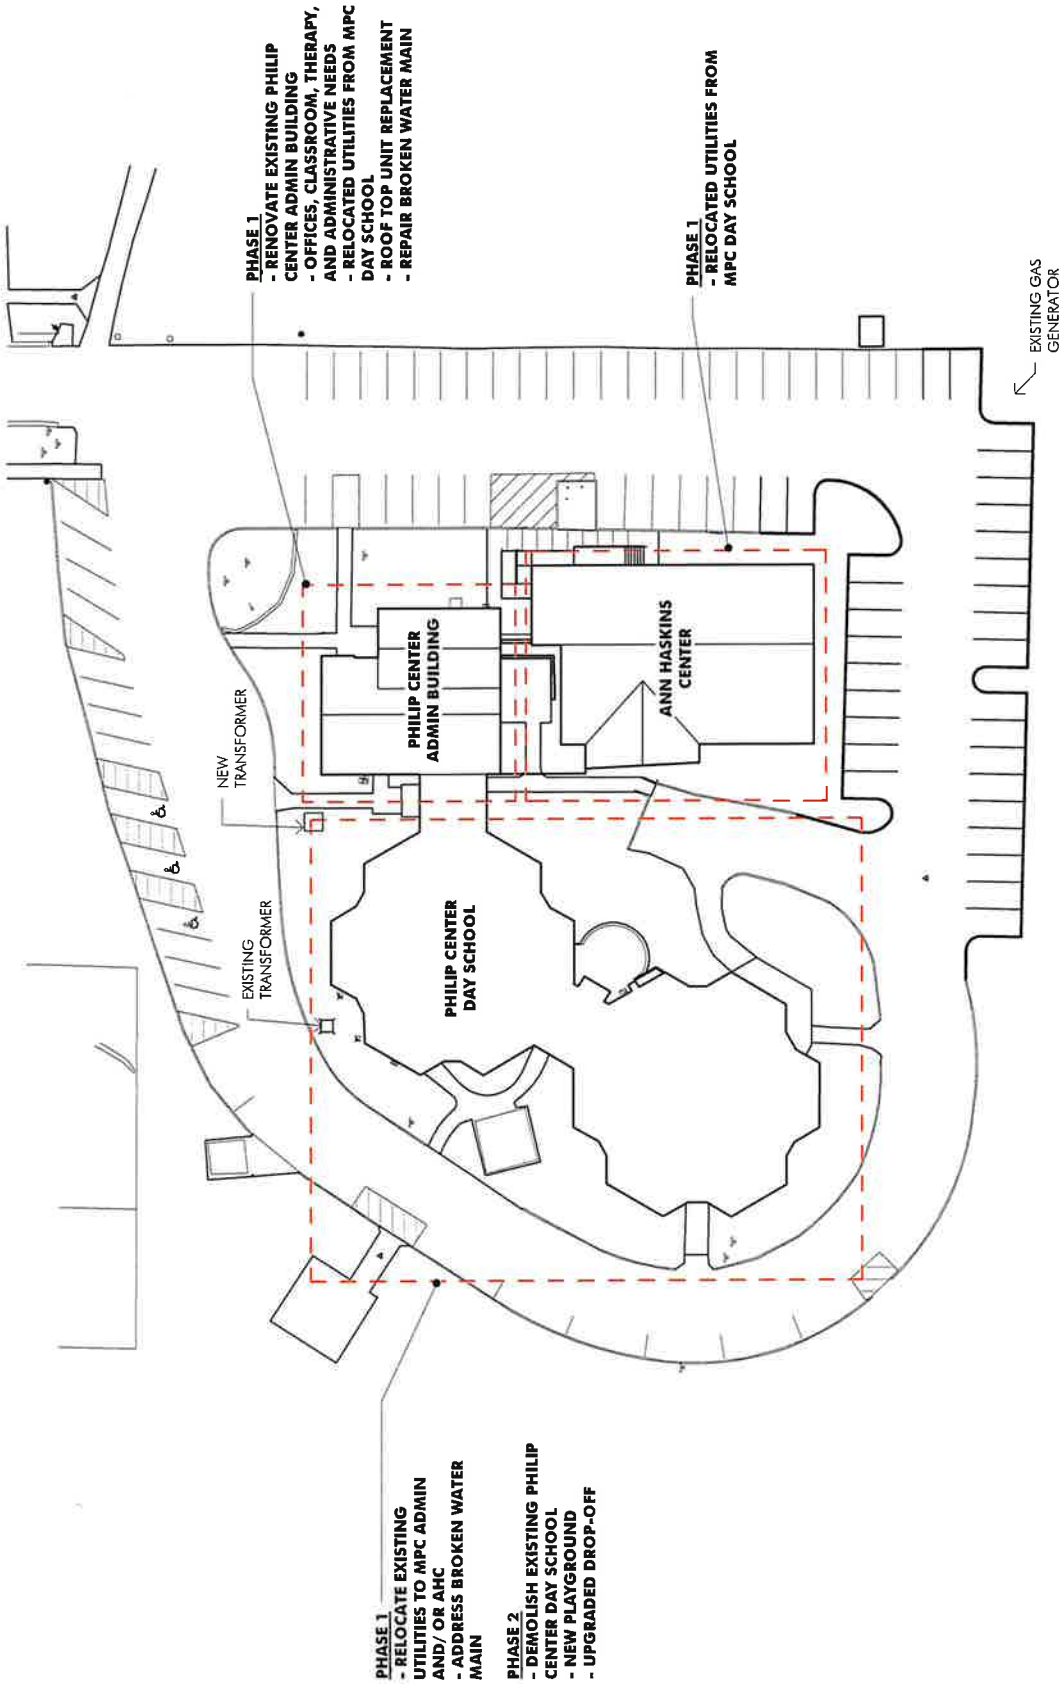 PHASE 1
- RELOCATE EXISTING
UTILITIES TO MPC ADMIN
AND/ OR AHC
- ADDRESS BROKEN WATER
MAIN
PHASE 2
- DEMOLISH EXISTING PHILIP
CENTER DAY SCHOOL
- NEW PLAYGROUND
- UPGRADED DROP-OFF
EXISTING
TRANSFORMER
NEW
TRANSFORMER
PHILIP CENTER
DAY SCHOOL
PHILIP CENTER
ADMIN BUILDING
ANN HASKINS
CENTER
PHASE 1
- RENOVATE EXISTING PHILIP
CENTER ADMIN BUILDING
- OFFICES, CLASSROOM, THERAPY,
AND ADMINISTRATIVE NEEDS
- RELOCATED UTILITIES FROM MPC
DAY SCHOOL
- ROOF TOP UNIT REPLACEMENT
- REPAIR BROKEN WATER MAIN
PHASE 1
- RELOCATED UTILITIES FROM
MPC DAY SCHOOL
EXISTING GAS
GENERATOR